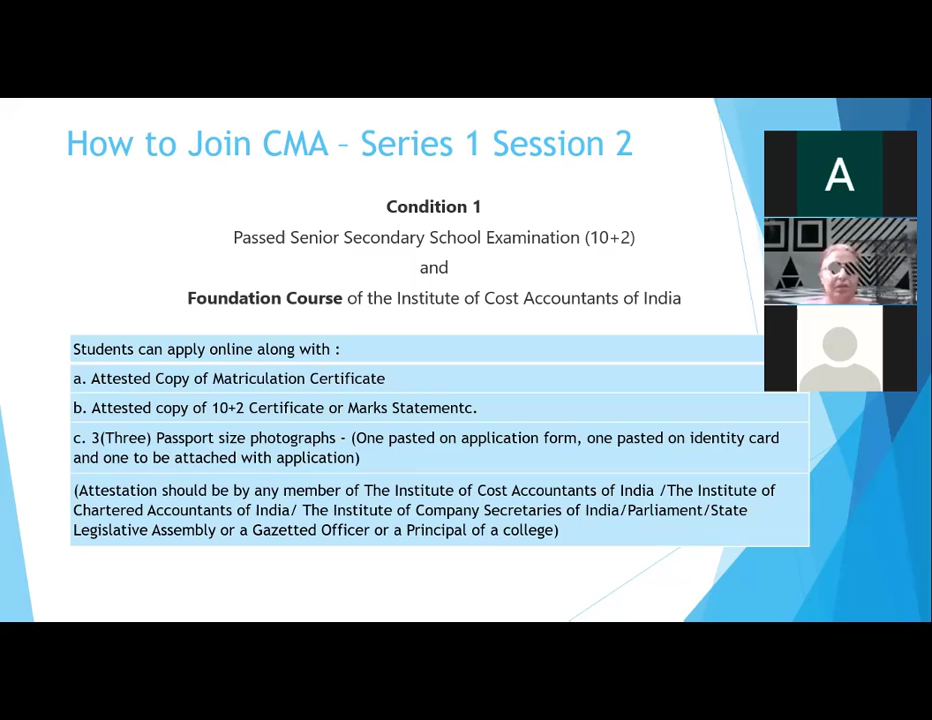 How to Join CMA – Series 1 Session 2
A
Condition 1
Passed Senior Secondary School Examination (10+2)
and
Foundation Course of the Institute of Cost Accountants of India
Students can apply online along with :
a. Attested Copy of Matriculation Certificate
b. Attested copy of 10+2 Certificate or Marks Statementc.
c. 3(Three) Passport size photographs - (One pasted on application form, one pasted on identity card
and one to be attached with application)
(Attestation should be by any member of The Institute of Cost Accountants of India /The Institute of
Chartered Accountants of India/ The Institute of Company Secretaries of India/Parliament/State
Legislative Assembly or a Gazetted Officer or a Principal of a college)